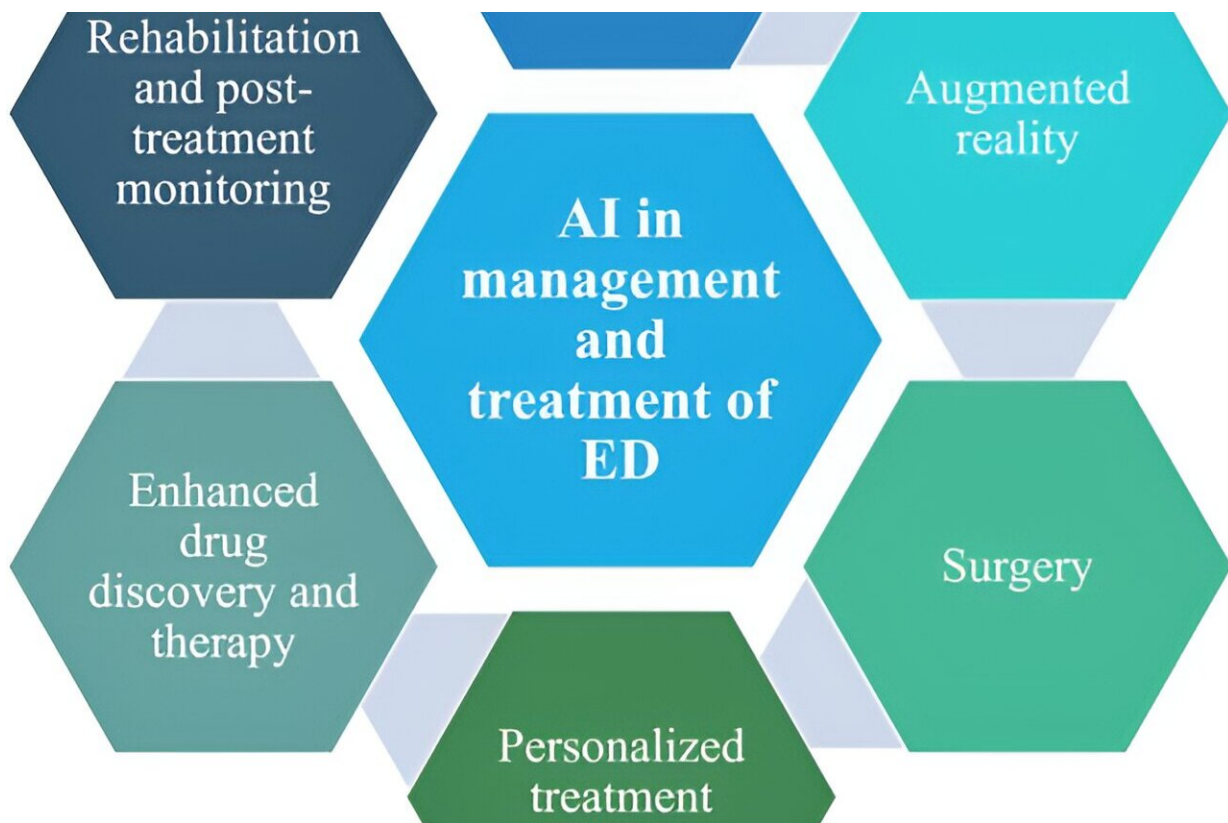 Rehabilitation
and post-
treatment
monitoring
Augmented
reality
AI in
management
and
treatment of
ED
Enhanced
drug
discovery and
therapy
Surgery
Personalized
treatment